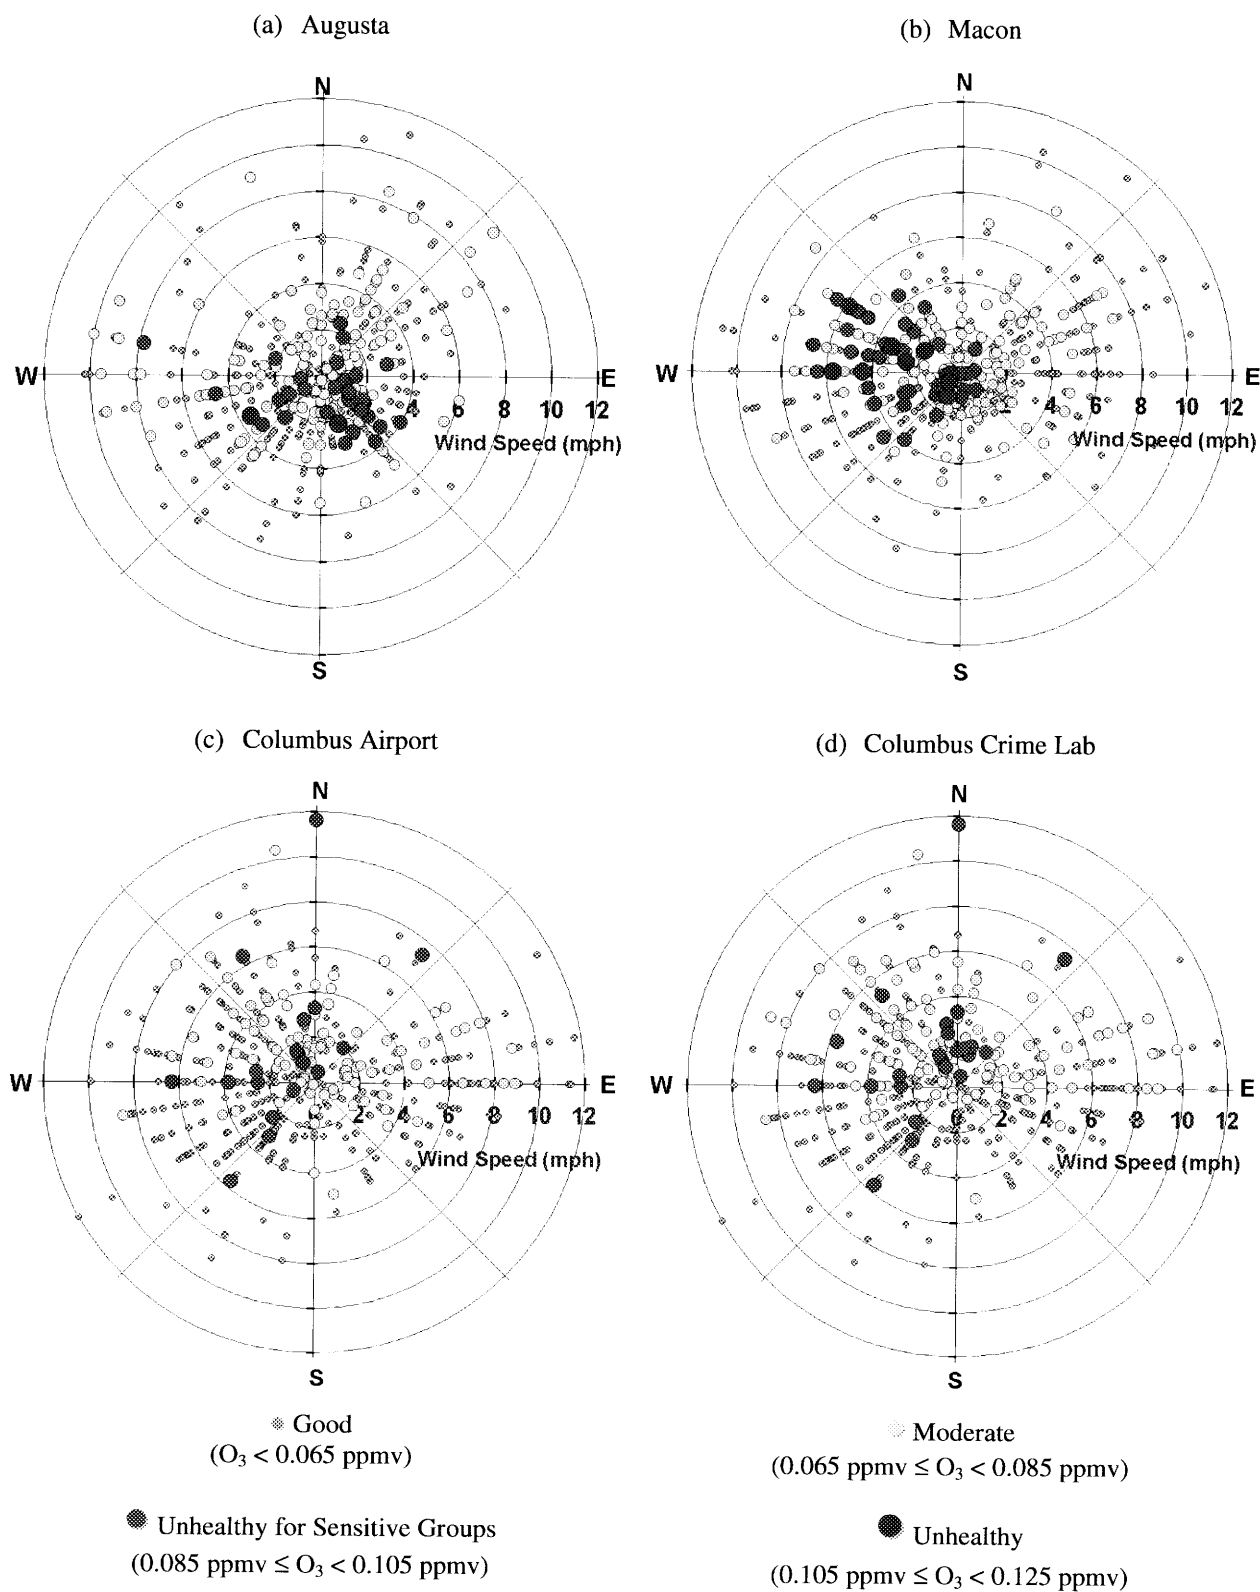 (a) Augusta
(b) Macon
N
N
W
E
W
E
4 6 8 10 12
2 4 6 8 10 12
Wind Speed (mph)
Wind Speed (mph)
S
S
(c) Columbus Airport
(d) Columbus Crime Lab
N
N
W
E
W
E
0 2 4 6 8 10 12
0 2 4 6 8 10 12
Wind Speed (mph)
Wind Speed (mph)
S
S
Good
(O₃ < 0.065 ppmv)
Moderate
(0.065 ppmv ≤ O₃ < 0.085 ppmv)
Unhealthy for Sensitive Groups
(0.085 ppmv ≤ O₃ < 0.105 ppmv)
Unhealthy
(0.105 ppmv ≤ O₃ < 0.125 ppmv)